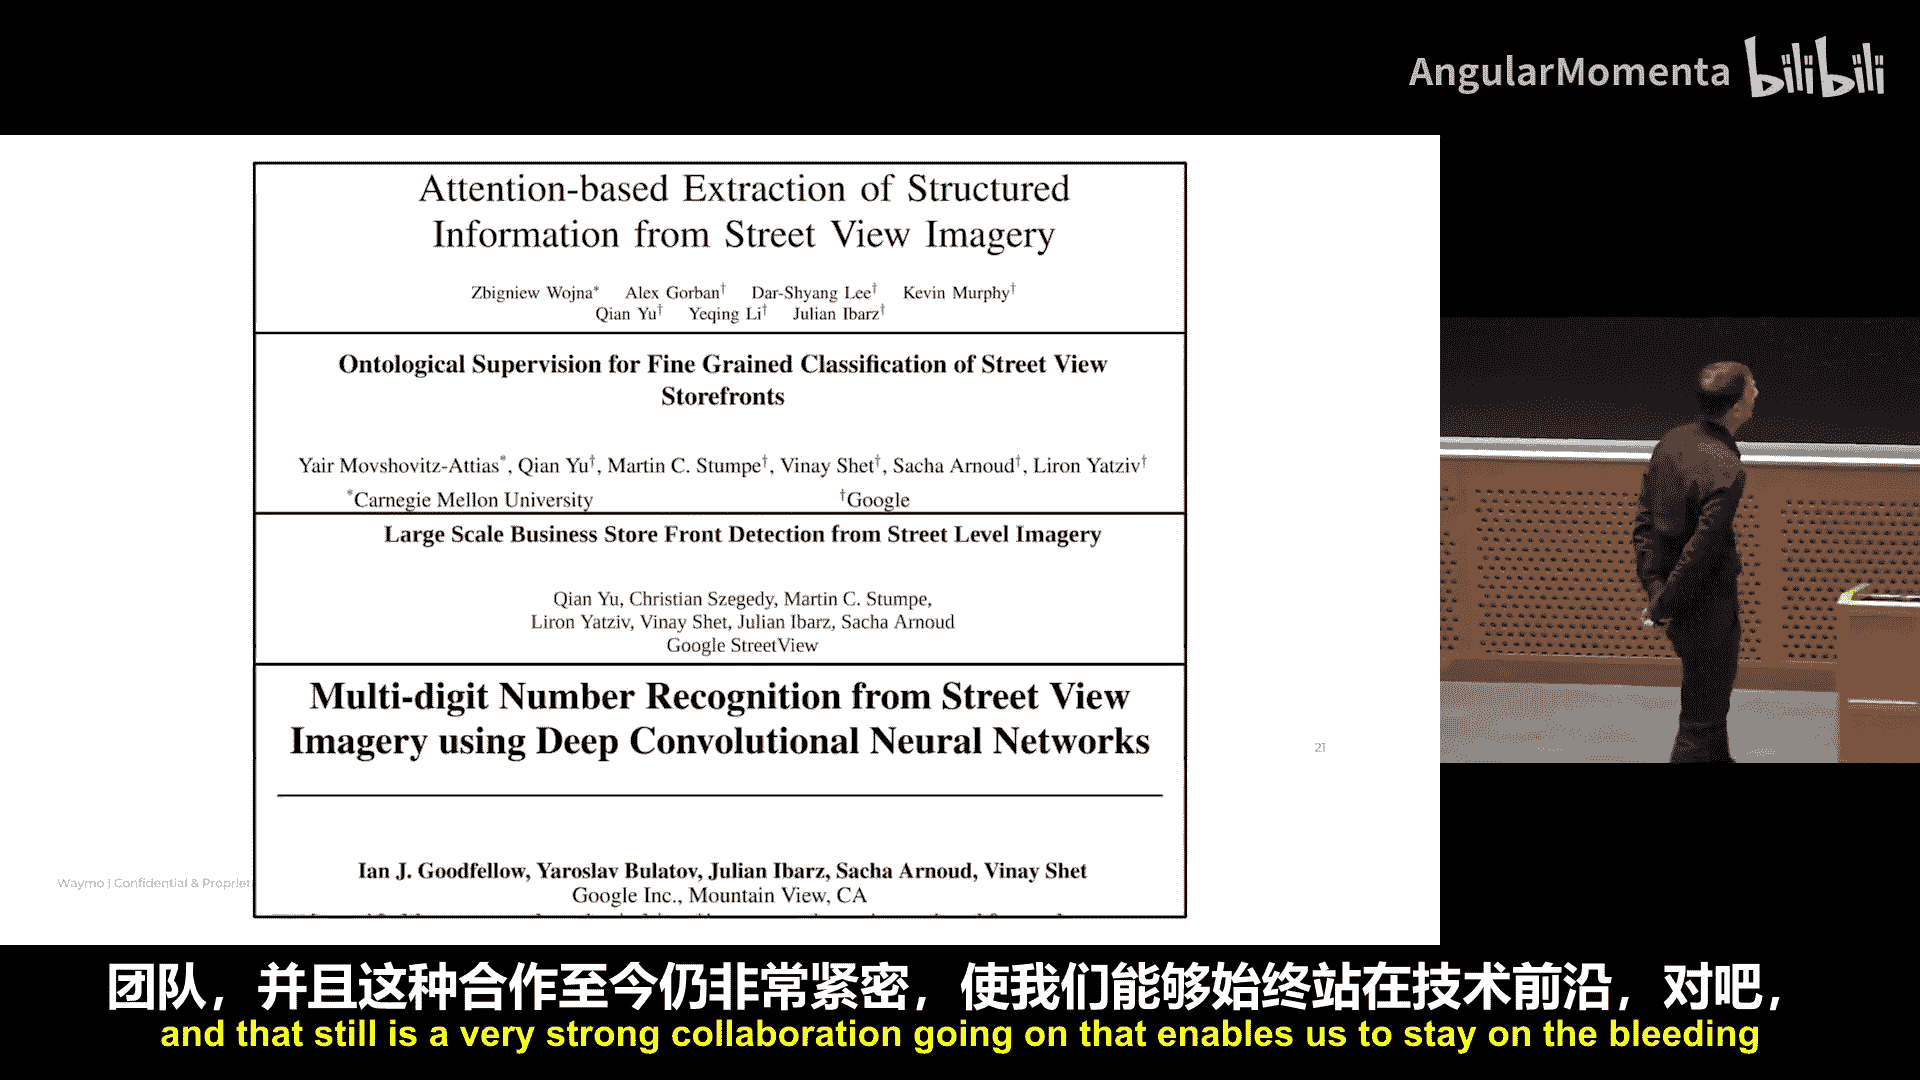 AngularMomenta bilibili
Attention-based Extraction of Structured
Information from Street View Imagery
Zbigniew Wojna* Alex Gorban† Dar-Shyang Lee† Kevin Murphy†
Qian Yu† Yeqing Li† Julian Ibarz†
Ontological Supervision for Fine Grained Classification of Street View
Storefronts
Yair Movshovitz-Attias*, Qian Yu†, Martin C. Stumpe†, Vinay Shet†, Sacha Arnoud†, Liron Yatziv†
*Carnegie Mellon University †Google
Large Scale Business Store Front Detection from Street Level Imagery
Qian Yu, Christian Szegedy, Martin C. Stumpe,
Liron Yatziv, Vinay Shet, Julian Ibarz, Sacha Arnoud
Google StreetView
Multi-digit Number Recognition from Street View
Imagery using Deep Convolutional Neural Networks
21
Ian J. Goodfellow, Yaroslav Bulatov, Julian Ibarz, Sacha Arnoud, Vinay Shet
Waymo | Confidential & Propriet
Google Inc., Mountain View, CA
团队，并且这种合作至今仍非常紧密，使我们能够始终站在技术前沿，对吧，
and that still is a very strong collaboration going on that enables us to stay on the bleeding